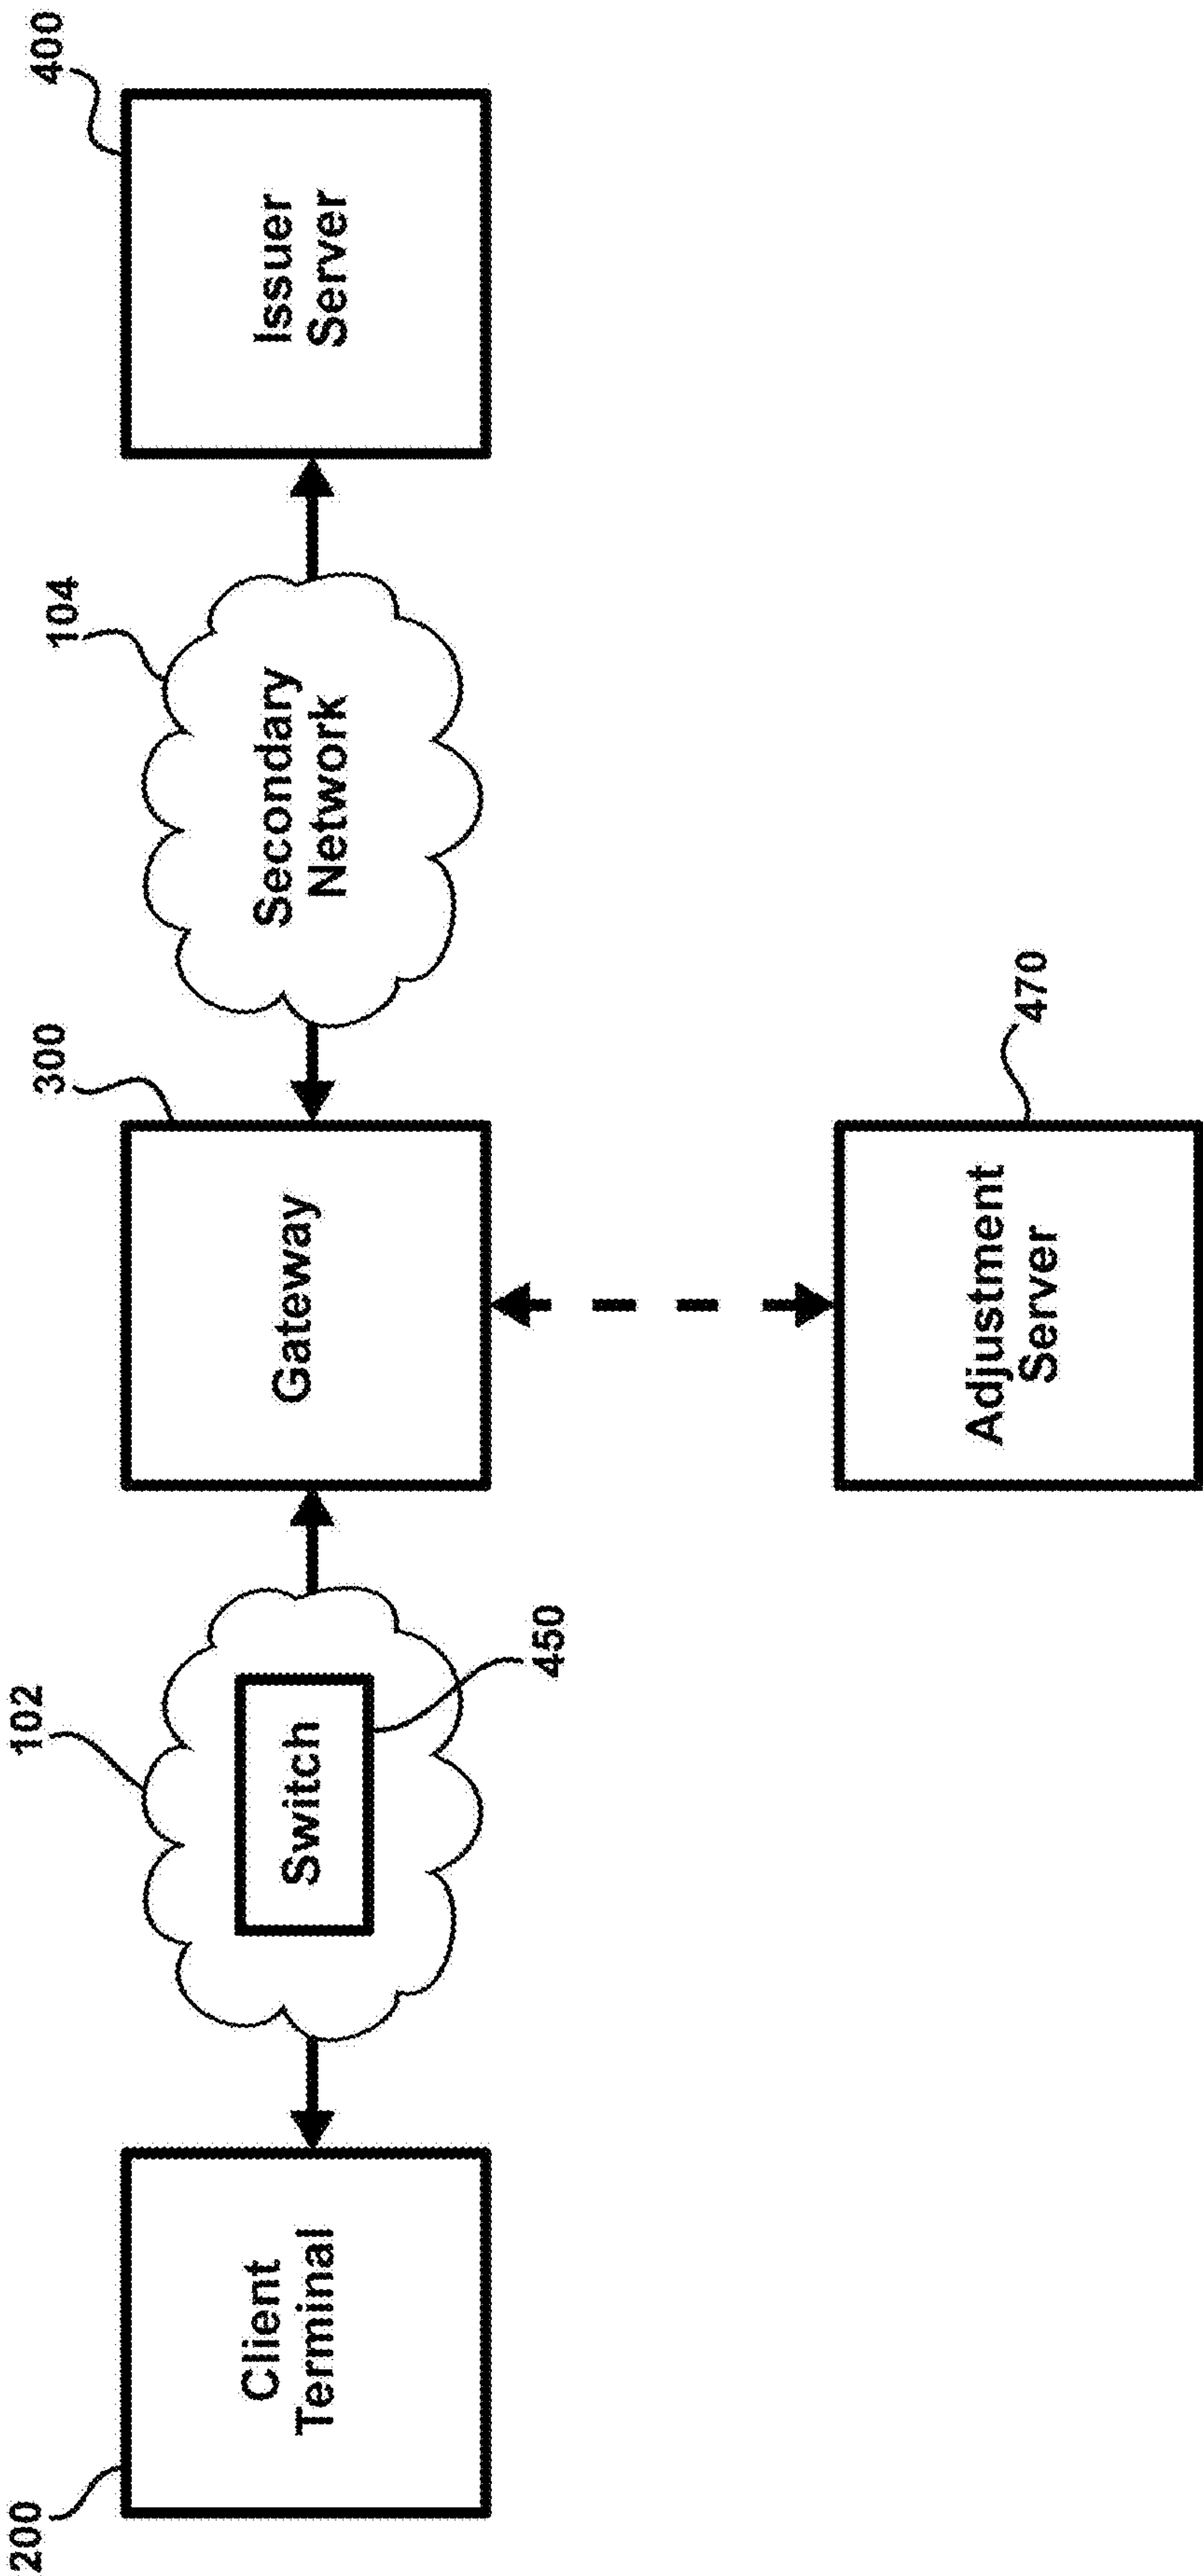 200
Client
Terminal
102
Switch
450
300
Gateway
104
Secondary
Network
400
Issuer
Server
470
Adjustment
Server